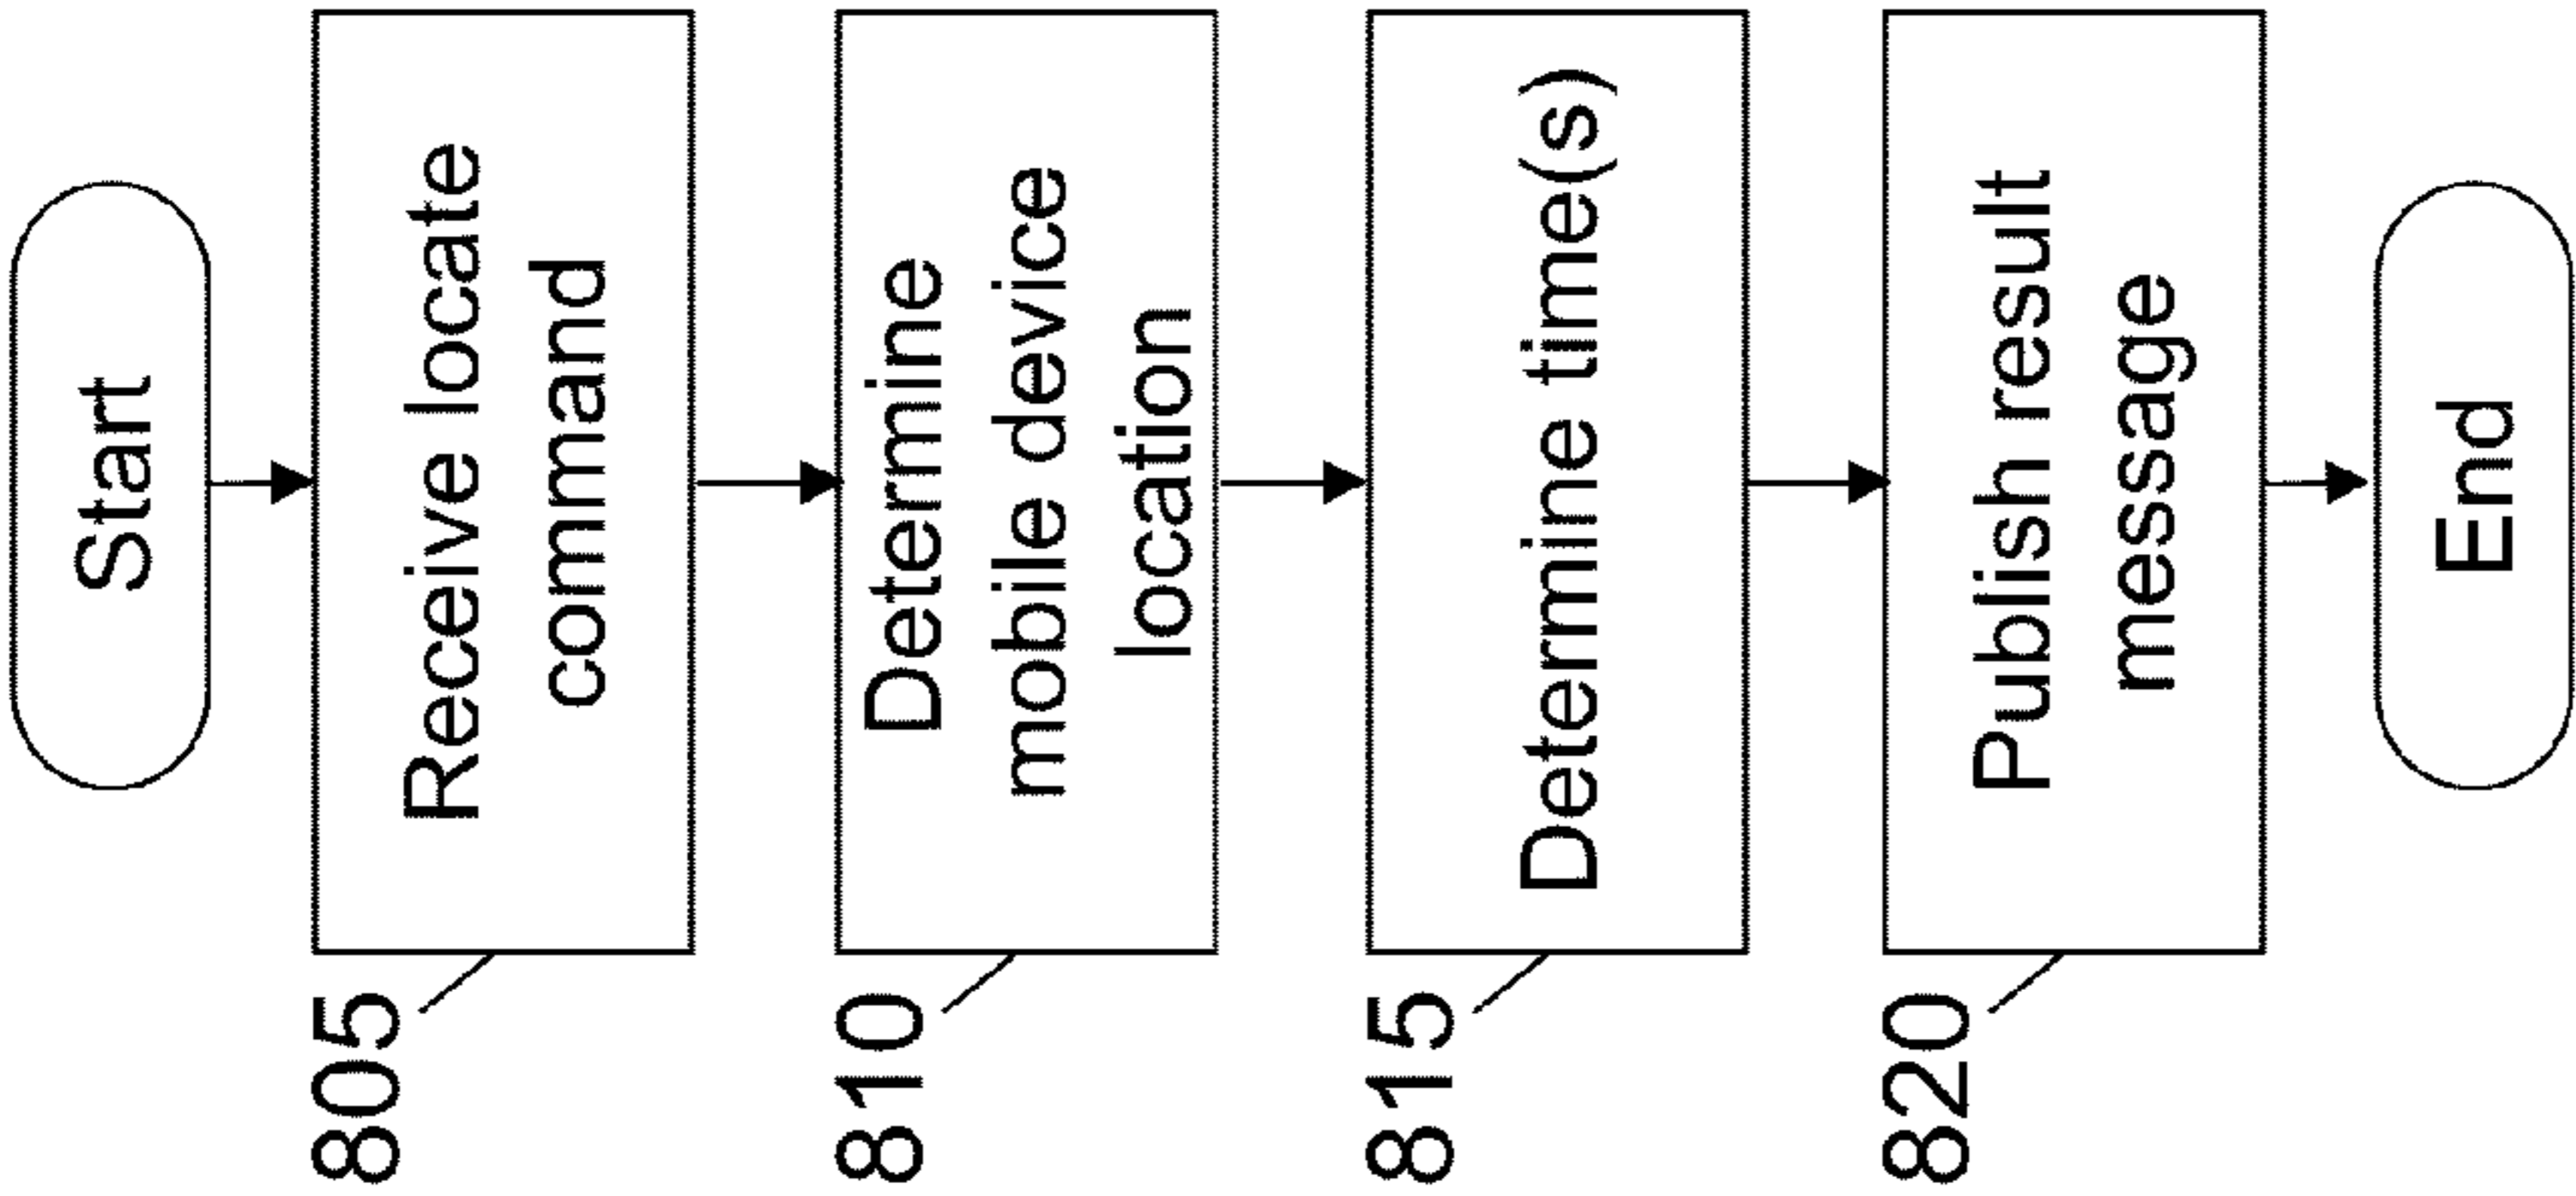 Start
805
Receive locate
command
810
Determine
mobile device
location
815
Determine time(s)
820
Publish result
message
End